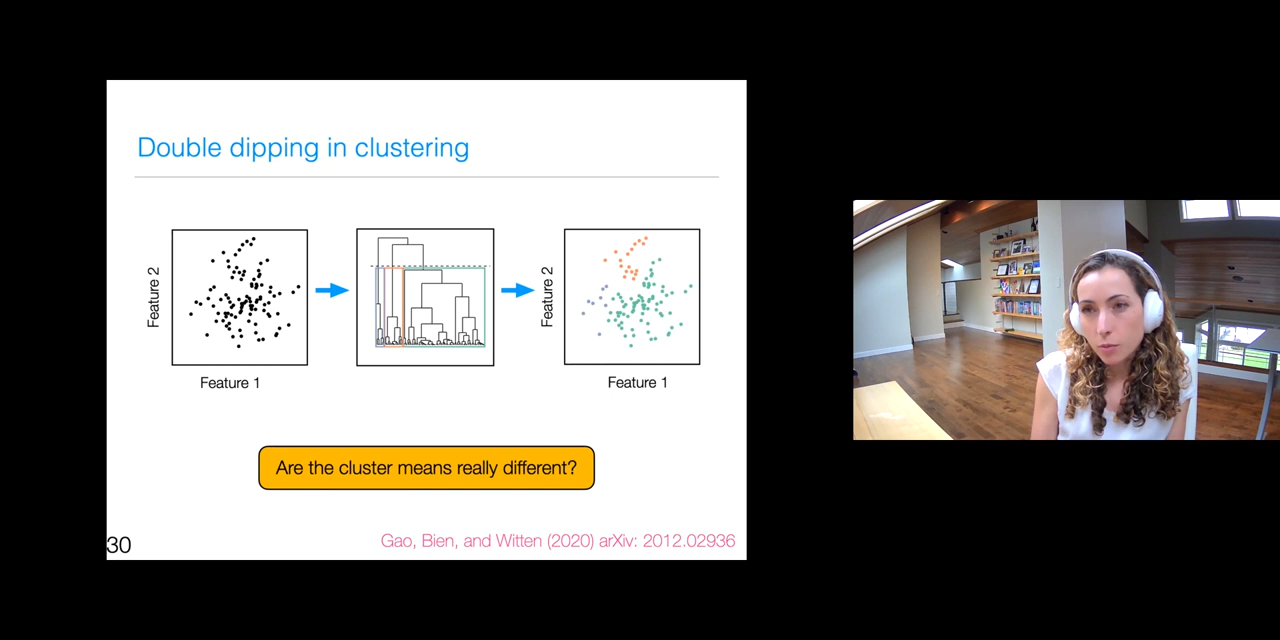 Double dipping in clustering
Feature 2
Feature 1
Feature 2
Feature 1
Are the cluster means really different?
Gao, Bien, and Witten (2020) arXiv: 2012.02936
30